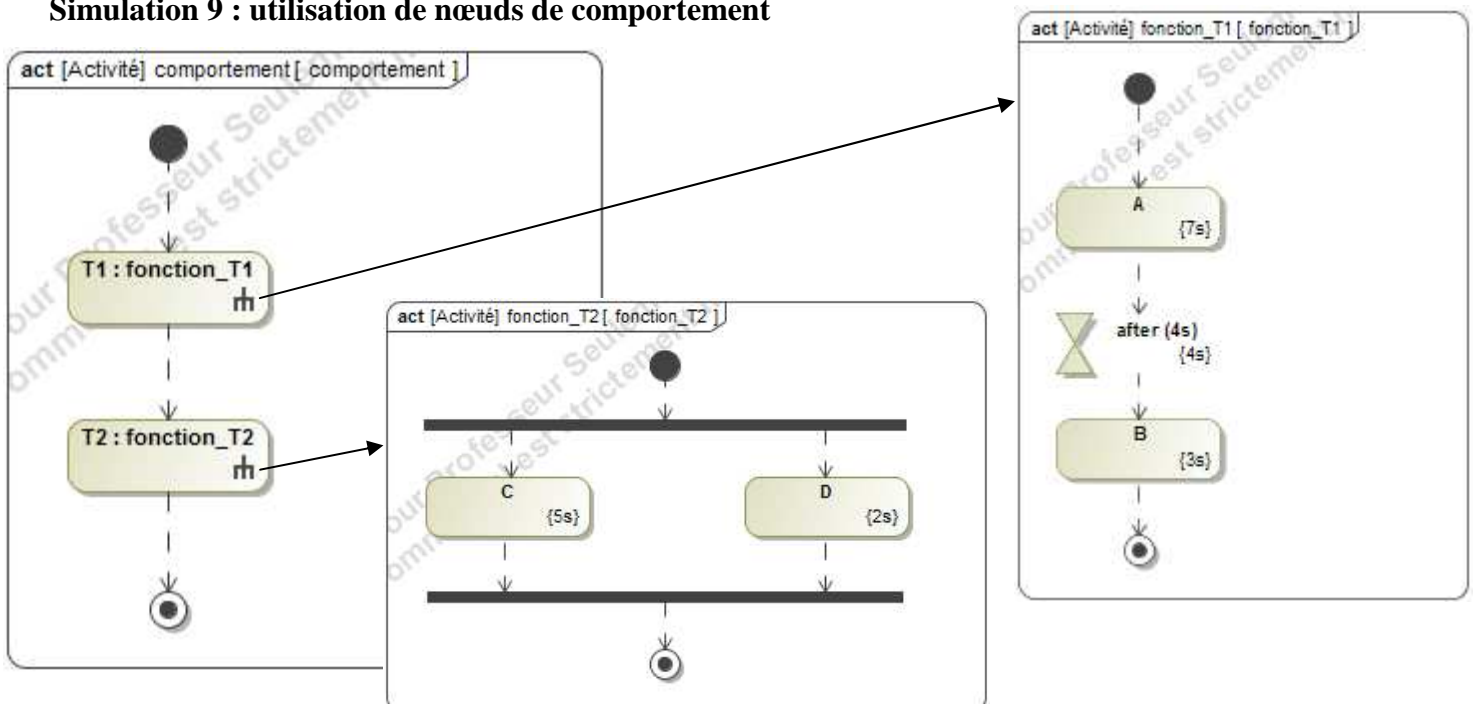 Simulation 9 : utilisation de nœuds de comportement
act [Activité] comportement [ comportement ]
T1 : fonction_T1
T2 : fonction_T2
act [Activité] fonction_T2 [ fonction_T2 ]
C
{5s}
D
{2s}
act [Activité] fonction_T1 [ fonction_T1 ]
A
{7s}
after (4s)
{4s}
B
{3s}